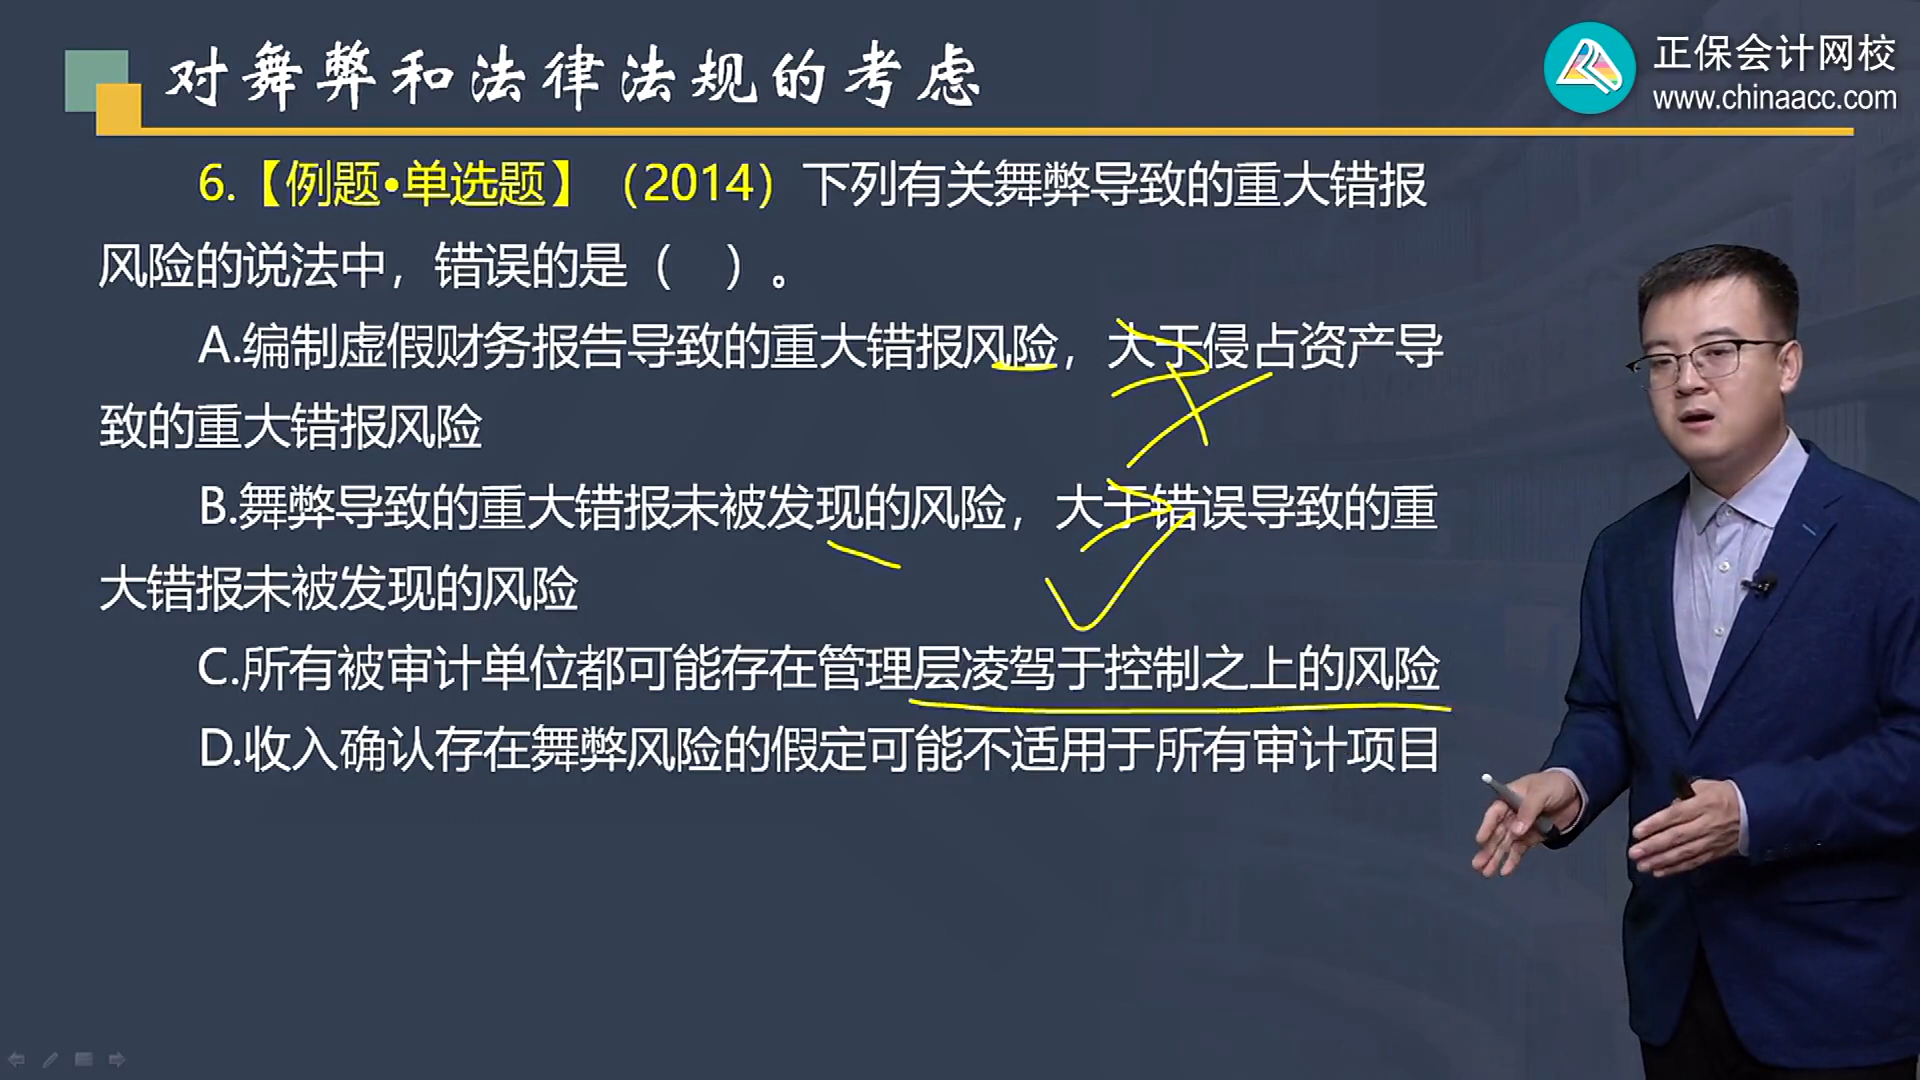 对舞弊和法律法规的考虑
正保会计网校
www.chinaacc.com
6.【例题•单选题】（2014）下列有关舞弊导致的重大错报
风险的说法中，错误的是（　）。
A.编制虚假财务报告导致的重大错报风险，大于侵占资产导
致的重大错报风险
B.舞弊导致的重大错报未被发现的风险，大于错误导致的重
大错报未被发现的风险
C.所有被审计单位都可能存在管理层凌驾于控制之上的风险
D.收入确认存在舞弊风险的假定可能不适用于所有审计项目